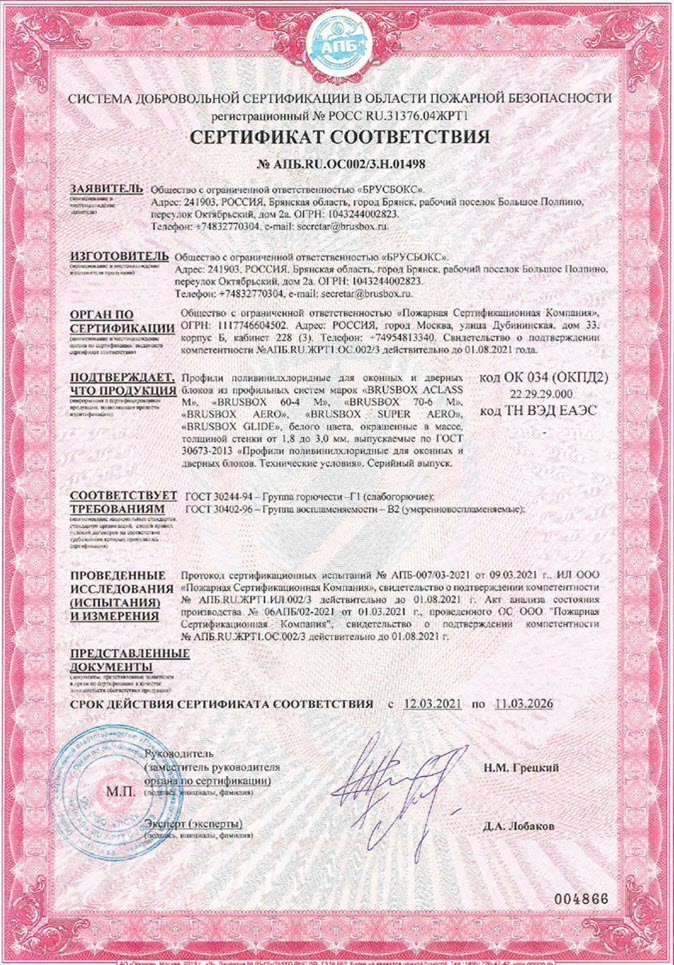 АПБ
СИСТЕМА ДОБРОВОЛЬНОЙ СЕРТИФИКАЦИИ В ОБЛАСТИ ПОЖАРНОЙ БЕЗОПАСНОСТИ
регистрационный № РОСС RU.31376.04ЖРТ1
СЕРТИФИКАТ СООТВЕТСТВИЯ
№ АПБ.RU.OC002/3.H.01498
ЗАЯВИТЕЛЬ Общество с ограниченной ответственностью «БРУСБОКС».
(наименование и местонахождение заявителя)
Адрес: 241903, РОССИЯ, Брянская область, город Брянск, рабочий поселок Большое Полпино,
переулок Октябрьский, дом 2а. ОГРН: 1043244002823.
Телефон: +74832770304, e-mail: secretar@brusbox.ru.
ИЗГОТОВИТЕЛЬ Общество с ограниченной ответственностью «БРУСБОКС».
(наименование и местонахождение изготовителя продукции)
Адрес: 241903, РОССИЯ, Брянская область, город Брянск, рабочий поселок Большое Полпино,
переулок Октябрьский, дом 2а. ОГРН: 1043244002823.
Телефон: +74832770304, e-mail: secretar@brusbox.ru.
ОРГАН ПО
СЕРТИФИКАЦИИ
(наименование и местонахождение
органа по сертификации, выдавшего
сертификат соответствия)
Общество с ограниченной ответственностью «Пожарная Сертификационная Компания»,
ОГРН: 1117746604502. Адрес: РОССИЯ, город Москва, улица Дубининская, дом 33,
корпус Б, кабинет 228 (3). Телефон: +74954813340. Свидетельство о подтверждении
компетентности №АПБ.RU.ЖРТ1.ОС.002/3 действительно до 01.08.2021 года.
ПОДТВЕРЖДАЕТ,
ЧТО ПРОДУКЦИЯ
(информация о сертифицированной
продукции, позволяющая провести
идентификацию)
Профили поливинилхлоридные для оконных и дверных
блоков из профильных систем марок «BRUSBOX ACLASS
M», «BRUSBOX 60-4 M», «BRUSBOX 70-6 M»,
«BRUSBOX AERO», «BRUSBOX SUPER AERO»,
«BRUSBOX GLIDE», белого цвета, окрашенные в массе,
толщиной стенки от 1,8 до 3,0 мм, выпускаемые по ГОСТ
30673-2013 «Профили поливинилхлоридные для оконных и
дверных блоков. Технические условия». Серийный выпуск.
код ОК 034 (ОКПД2)
22.29.29.000
код ТН ВЭД ЕАЭС
-
СООТВЕТСТВУЕТ
ТРЕБОВАНИЯМ
(наименование национальных стандартов,
стандартов организаций, сводов правил,
условий договоров на соответствие
требованиям которых проводилась
сертификация)
ГОСТ 30244-94 – Группа горючести –Г1 (слабогорючие);
ГОСТ 30402-96 – Группа воспламеняемости – В2 (умеренновоспламеняемые);
ПРОВЕДЕННЫЕ
ИССЛЕДОВАНИЯ
(ИСПЫТАНИЯ)
И ИЗМЕРЕНИЯ
Протокол сертификационных испытаний № АПБ-007/03-2021 от 09.03.2021 г., ИЛ ООО
«Пожарная Сертификационная Компания», свидетельство о подтверждении компетентности
№ АПБ.RU.ЖРТ1.ИЛ.002/3 действительно до 01.08.2021 г. Акт анализа состояния
производства № 06АПБ/02-2021 от 01.03.2021 г., проведенного ОС ООО "Пожарная
Сертификационная Компания", свидетельство о подтверждении компетентности
№ АПБ.RU.ЖРТ1.ОС.002/3 действительно до 01.08.2021 г.
ПРЕДСТАВЛЕННЫЕ
ДОКУМЕНТЫ
(документы, представленные заявителем
в орган по сертификации в качестве
доказательств соответствия продукции)
СРОК ДЕЙСТВИЯ СЕРТИФИКАТА СООТВЕТСТВИЯ с 12.03.2021 по 11.03.2026
Руководитель
(заместитель руководителя
органа по сертификации)
(подпись, инициалы, фамилия)
Н.М. Грецкий
М.П.
Эксперт (эксперты)
(подпись, инициалы, фамилия)
Д.А. Лобаков
004866